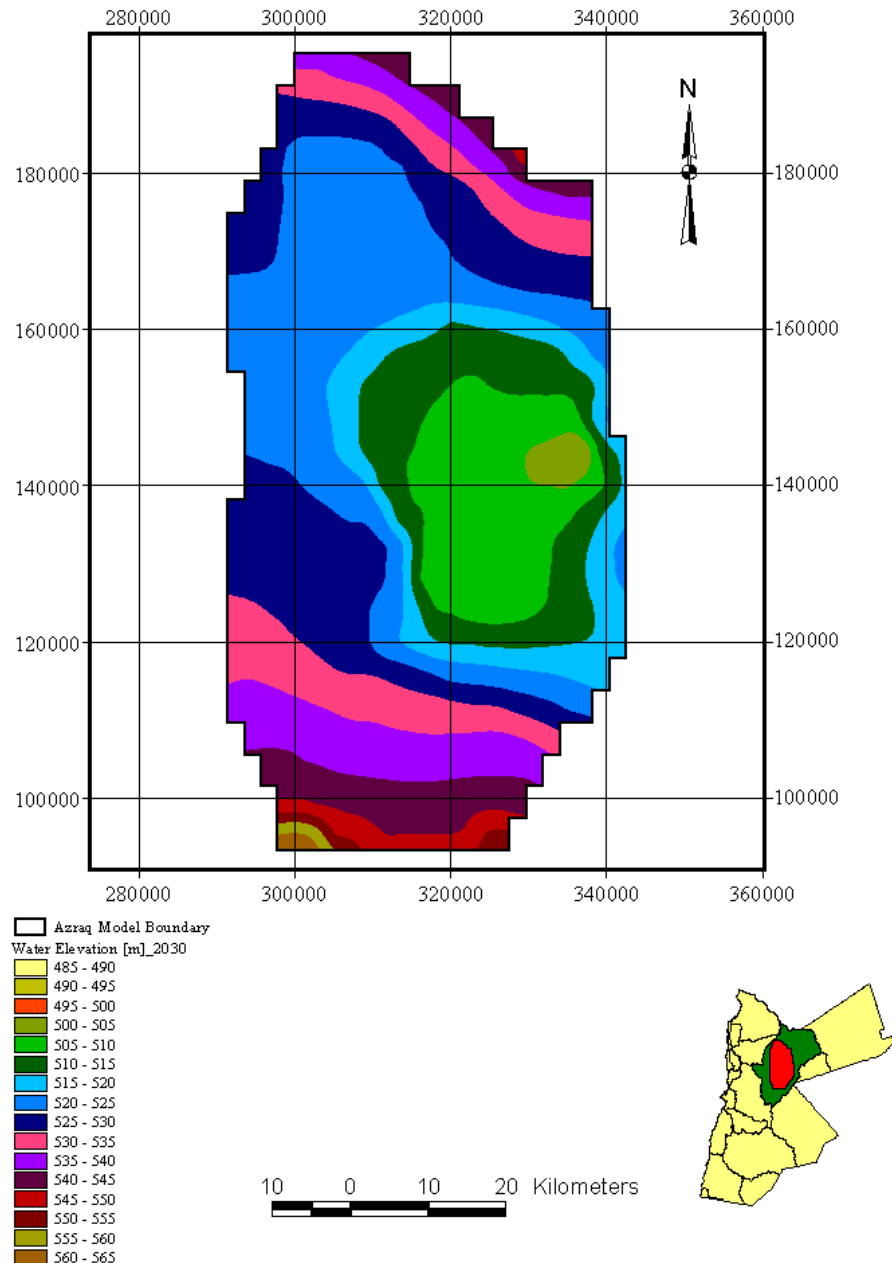 280000 300000 320000 340000 360000
N
180000 180000
160000 160000
140000 140000
120000 120000
100000 100000
280000 300000 320000 340000 360000
Azraq Model Boundary
Water Elevation [m]_2030
485 - 490
490 - 495
495 - 500
500 - 505
505 - 510
510 - 515
515 - 520
520 - 525
525 - 530
530 - 535
535 - 540
540 - 545
545 - 550
550 - 555
555 - 560
560 - 565
10 0 10 20 Kilometers